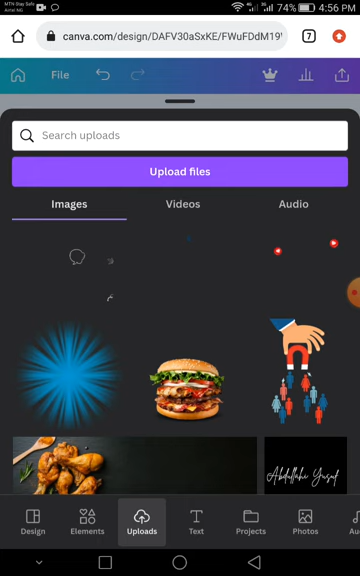 MTN-Stay Safe
Airtel NG
74% 4:56 PM
canva.com/design/DAFV30aSxKE/FWuFDdM19
7
File
Search uploads
Upload files
Images Videos Audio
Abdullahi Yusuf
Design Elements Uploads Text Projects Photos Au